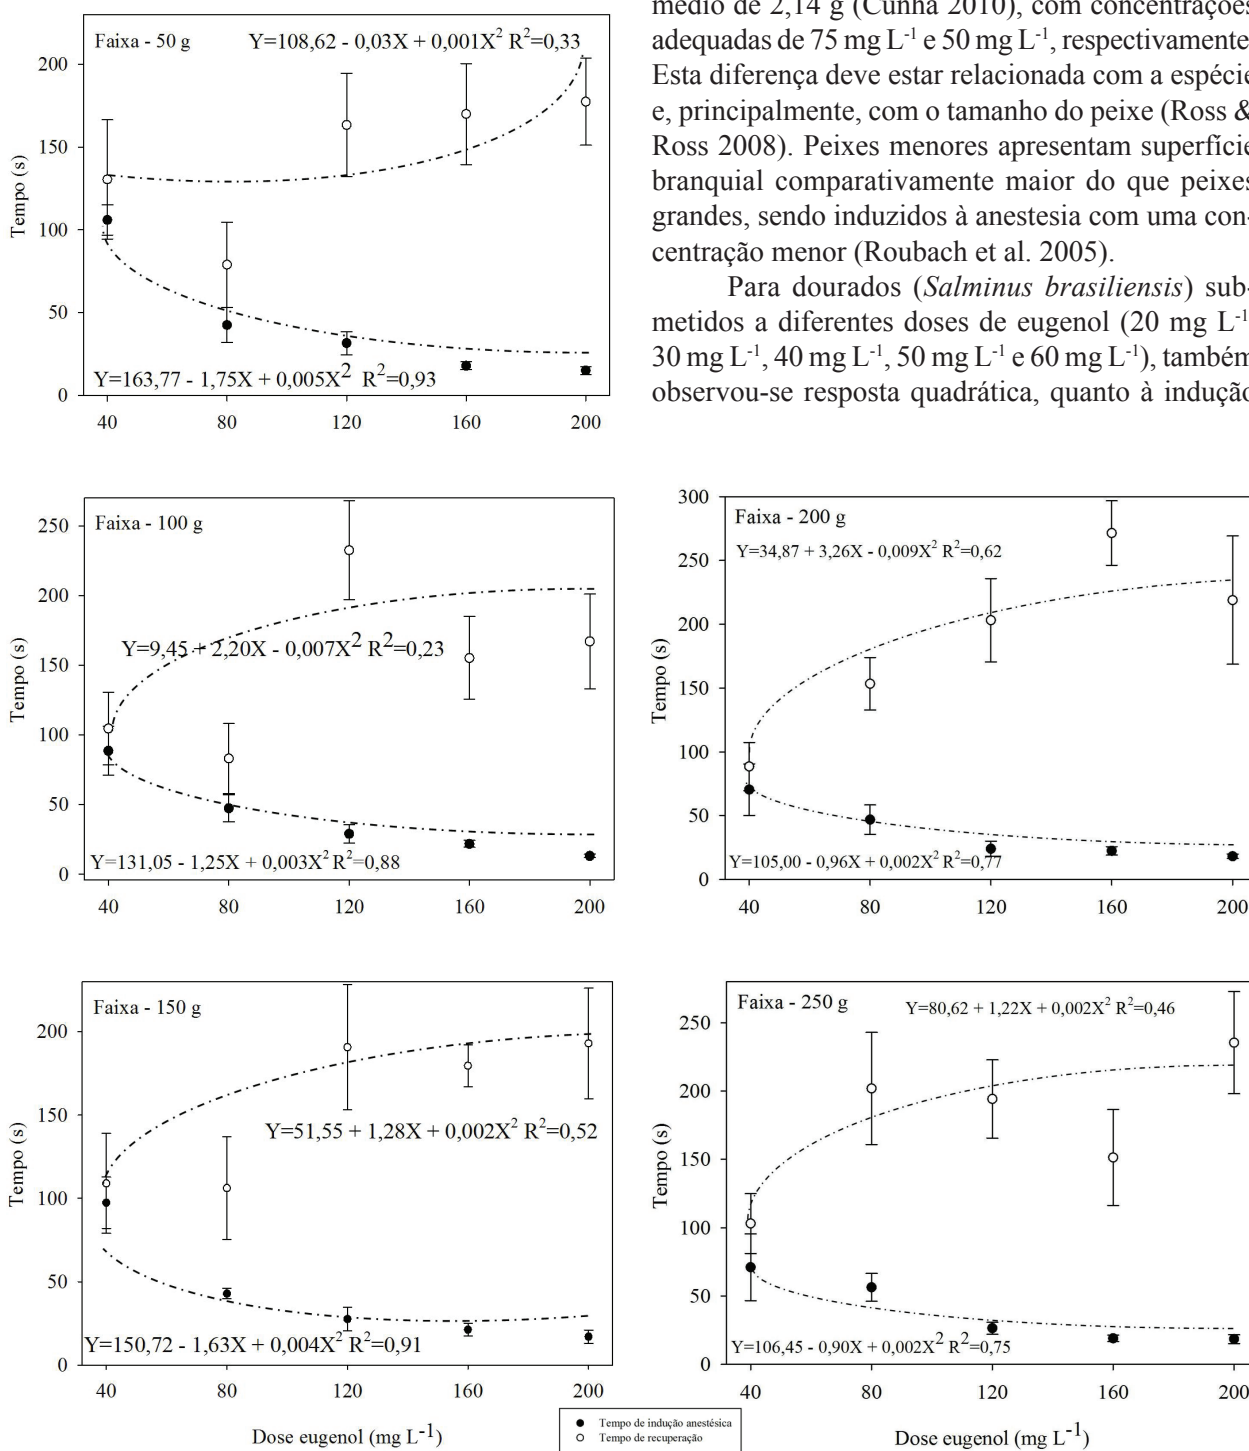 médio de 2,14 g (Cunha 2010), com concentrações
adequadas de 75 mg L-1 e 50 mg L-1, respectivamente
Esta diferença deve estar relacionada com a espécie
e, principalmente, com o tamanho do peixe (Ross &
Ross 2008). Peixes menores apresentam superfície
branquial comparativamente maior do que peixes
grandes, sendo induzidos à anestesia com uma con-
centração menor (Roubach et al. 2005).
Para dourados (Salminus brasiliensis) sub-
metidos a diferentes doses de eugenol (20 mg L-1
30 mg L-1, 40 mg L-1, 50 mg L-1 e 60 mg L-1), também
observou-se resposta quadrática, quanto à indução
Faixa - 50 g
Y=108,62 - 0,03X + 0,001X2 R2=0,33
Y=163,77 - 1,75X + 0,005X2 R2=0,93
Tempo (s)
200
150
100
50
0
40 80 120 160 200
Faixa - 100 g
Y=9,45 + 2,20X - 0,007X2 R2=0,23
Y=131,05 - 1,25X + 0,003X2 R2=0,88
Tempo (s)
250
200
150
100
50
0
40 80 120 160 200
Faixa - 200 g
Y=34,87 + 3,26X - 0,009X2 R2=0,62
Y=105,00 - 0,96X + 0,002X2 R2=0,77
Tempo (s)
300
250
200
150
100
50
0
40 80 120 160 200
Faixa - 150 g
Y=51,55 + 1,28X + 0,002X2 R2=0,52
Y=150,72 - 1,63X + 0,004X2 R2=0,91
Tempo (s)
200
150
100
50
0
40 80 120 160 200
Dose eugenol (mg L-1)
Faixa - 250 g
Y=80,62 + 1,22X + 0,002X2 R2=0,46
Y=106,45 - 0,90X + 0,002X2 R2=0,75
Tempo (s)
250
200
150
100
50
0
40 80 120 160 200
Dose eugenol (mg L-1)
Tempo de indução anestésica
Tempo de recuperação